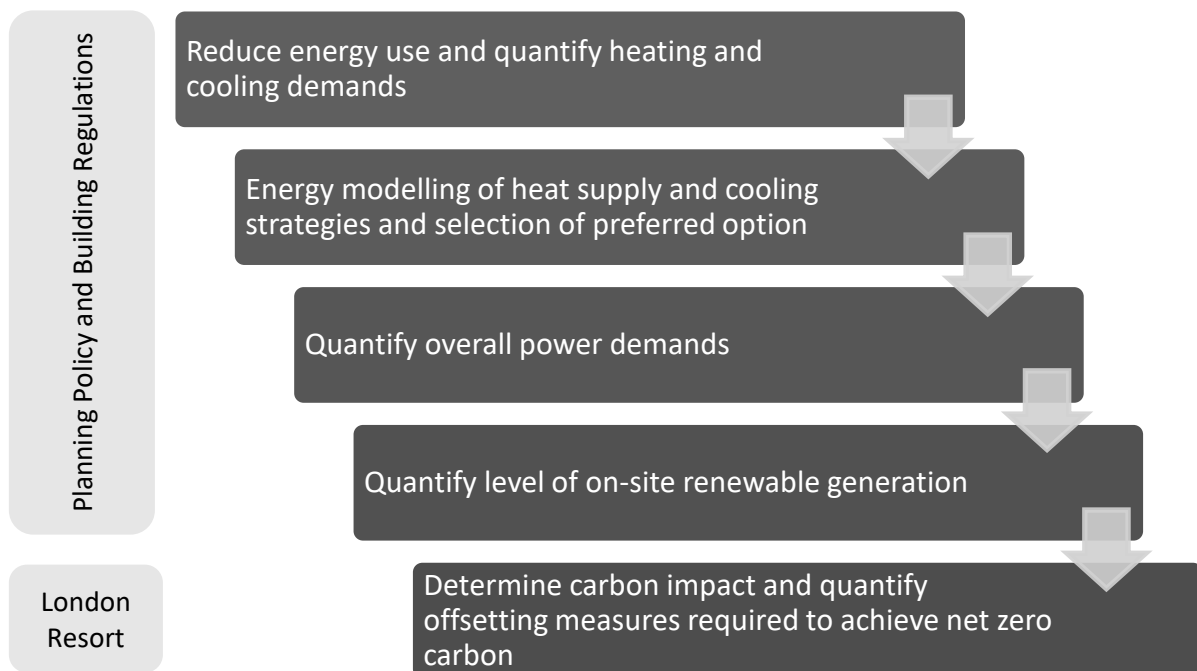 Planning Policy and Building Regulations
Reduce energy use and quantify heating and
cooling demands
Energy modelling of heat supply and cooling
strategies and selection of preferred option
Quantify overall power demands
Quantify level of on-site renewable generation
London
Resort
Determine carbon impact and quantify
offsetting measures required to achieve net zero
carbon